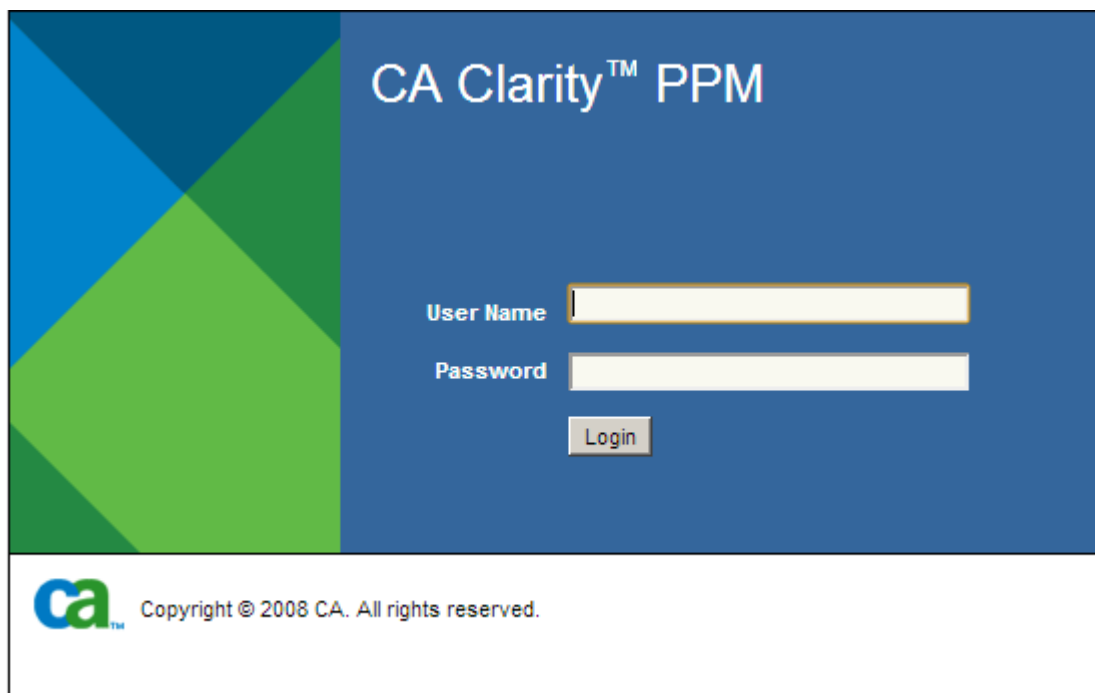 CA Clarity™ PPM
User Name
Password
Login
ca™ Copyright © 2008 CA. All rights reserved.